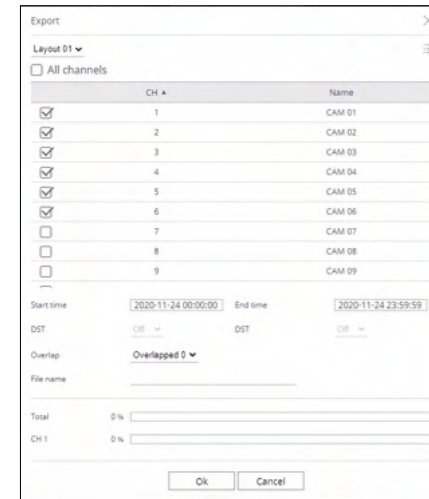 Export
Layout 01
All channels
CH Name
1 CAM 01
2 CAM 02
3 CAM 03
4 CAM 04
5 CAM 05
6 CAM 06
7 CAM 07
8 CAM 08
9 CAM 09
Start time 2020-11-24 00:00:00 End time 2020-11-24 23:59:59
DST Off DST Off
Overlap Overlapped 0
File name
Total 0 %
CH 1 0 %
Ok Cancel